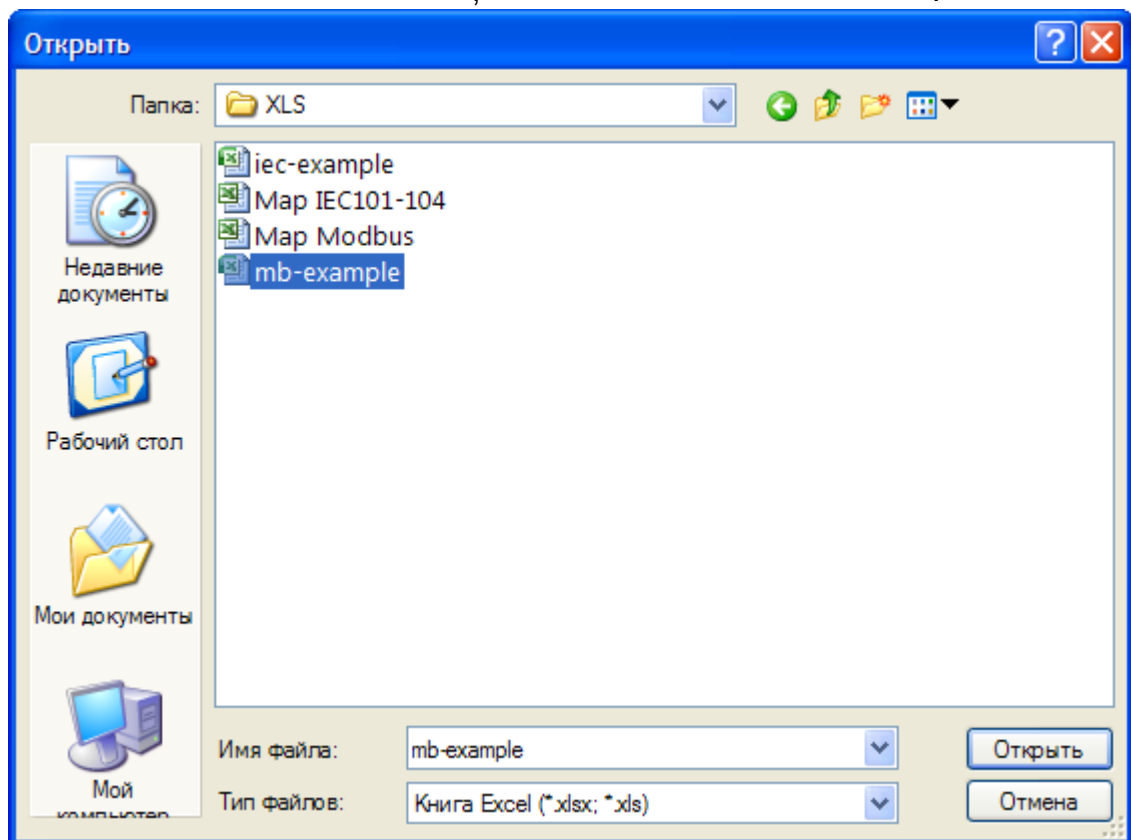 Открыть
Папка:
XLS
iec-example
Map IEC101-104
Map Modbus
mb-example
Недавние
документы
Рабочий стол
Мои документы
Мой
компьютер
Имя файла:
mb-example
Открыть
Тип файлов:
Книга Excel (*.xlsx; *.xls)
Отмена